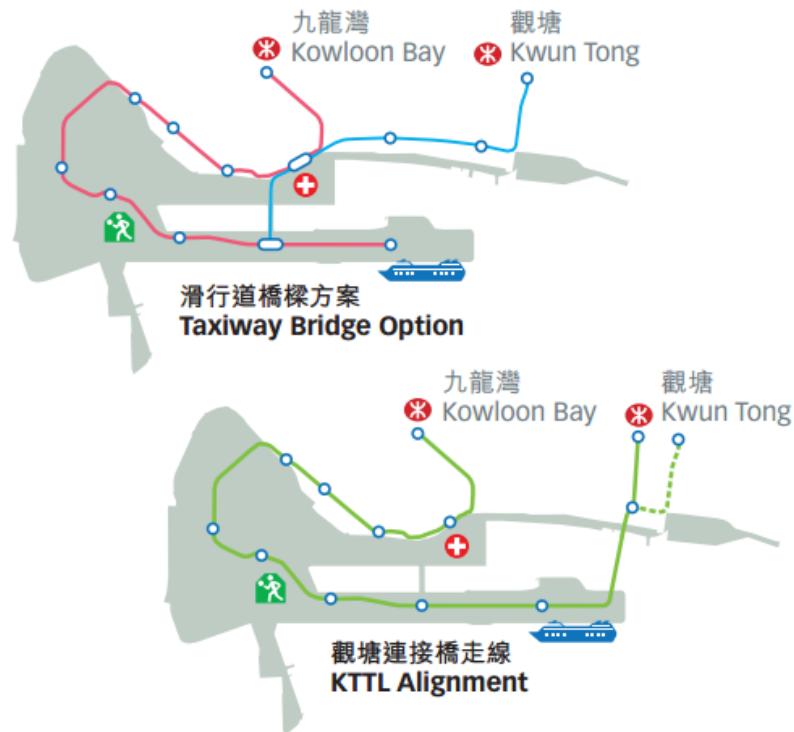 九龍灣
Kowloon Bay
觀塘
Kwun Tong
滑行道橋樑方案
Taxiway Bridge Option
九龍灣
Kowloon Bay
觀塘
Kwun Tong
觀塘連接橋走線
KTTL Alignment